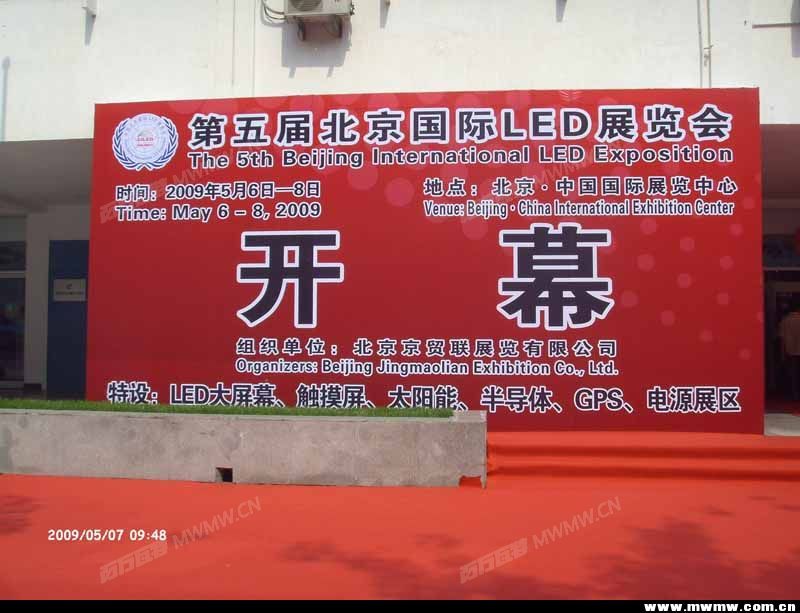 第五届北京国际LED展览会
The 5th Beijing International LED Exposition
时间：2009年5月6日—8日
Time: May 6 – 8, 2009
地点：北京·中国国际展览中心
Venue: Beijing · China International Exhibition Center
开幕
组织单位：北京京贸联展览有限公司
Organizers: Beijing Jingmaolian Exhibition Co., Ltd.
特设：LED大屏幕、触摸屏、太阳能、半导体、GPS、电源展区
2009/05/07 09:48
MWMW.CN
MWMW.CN
www.mwmw.com.cn